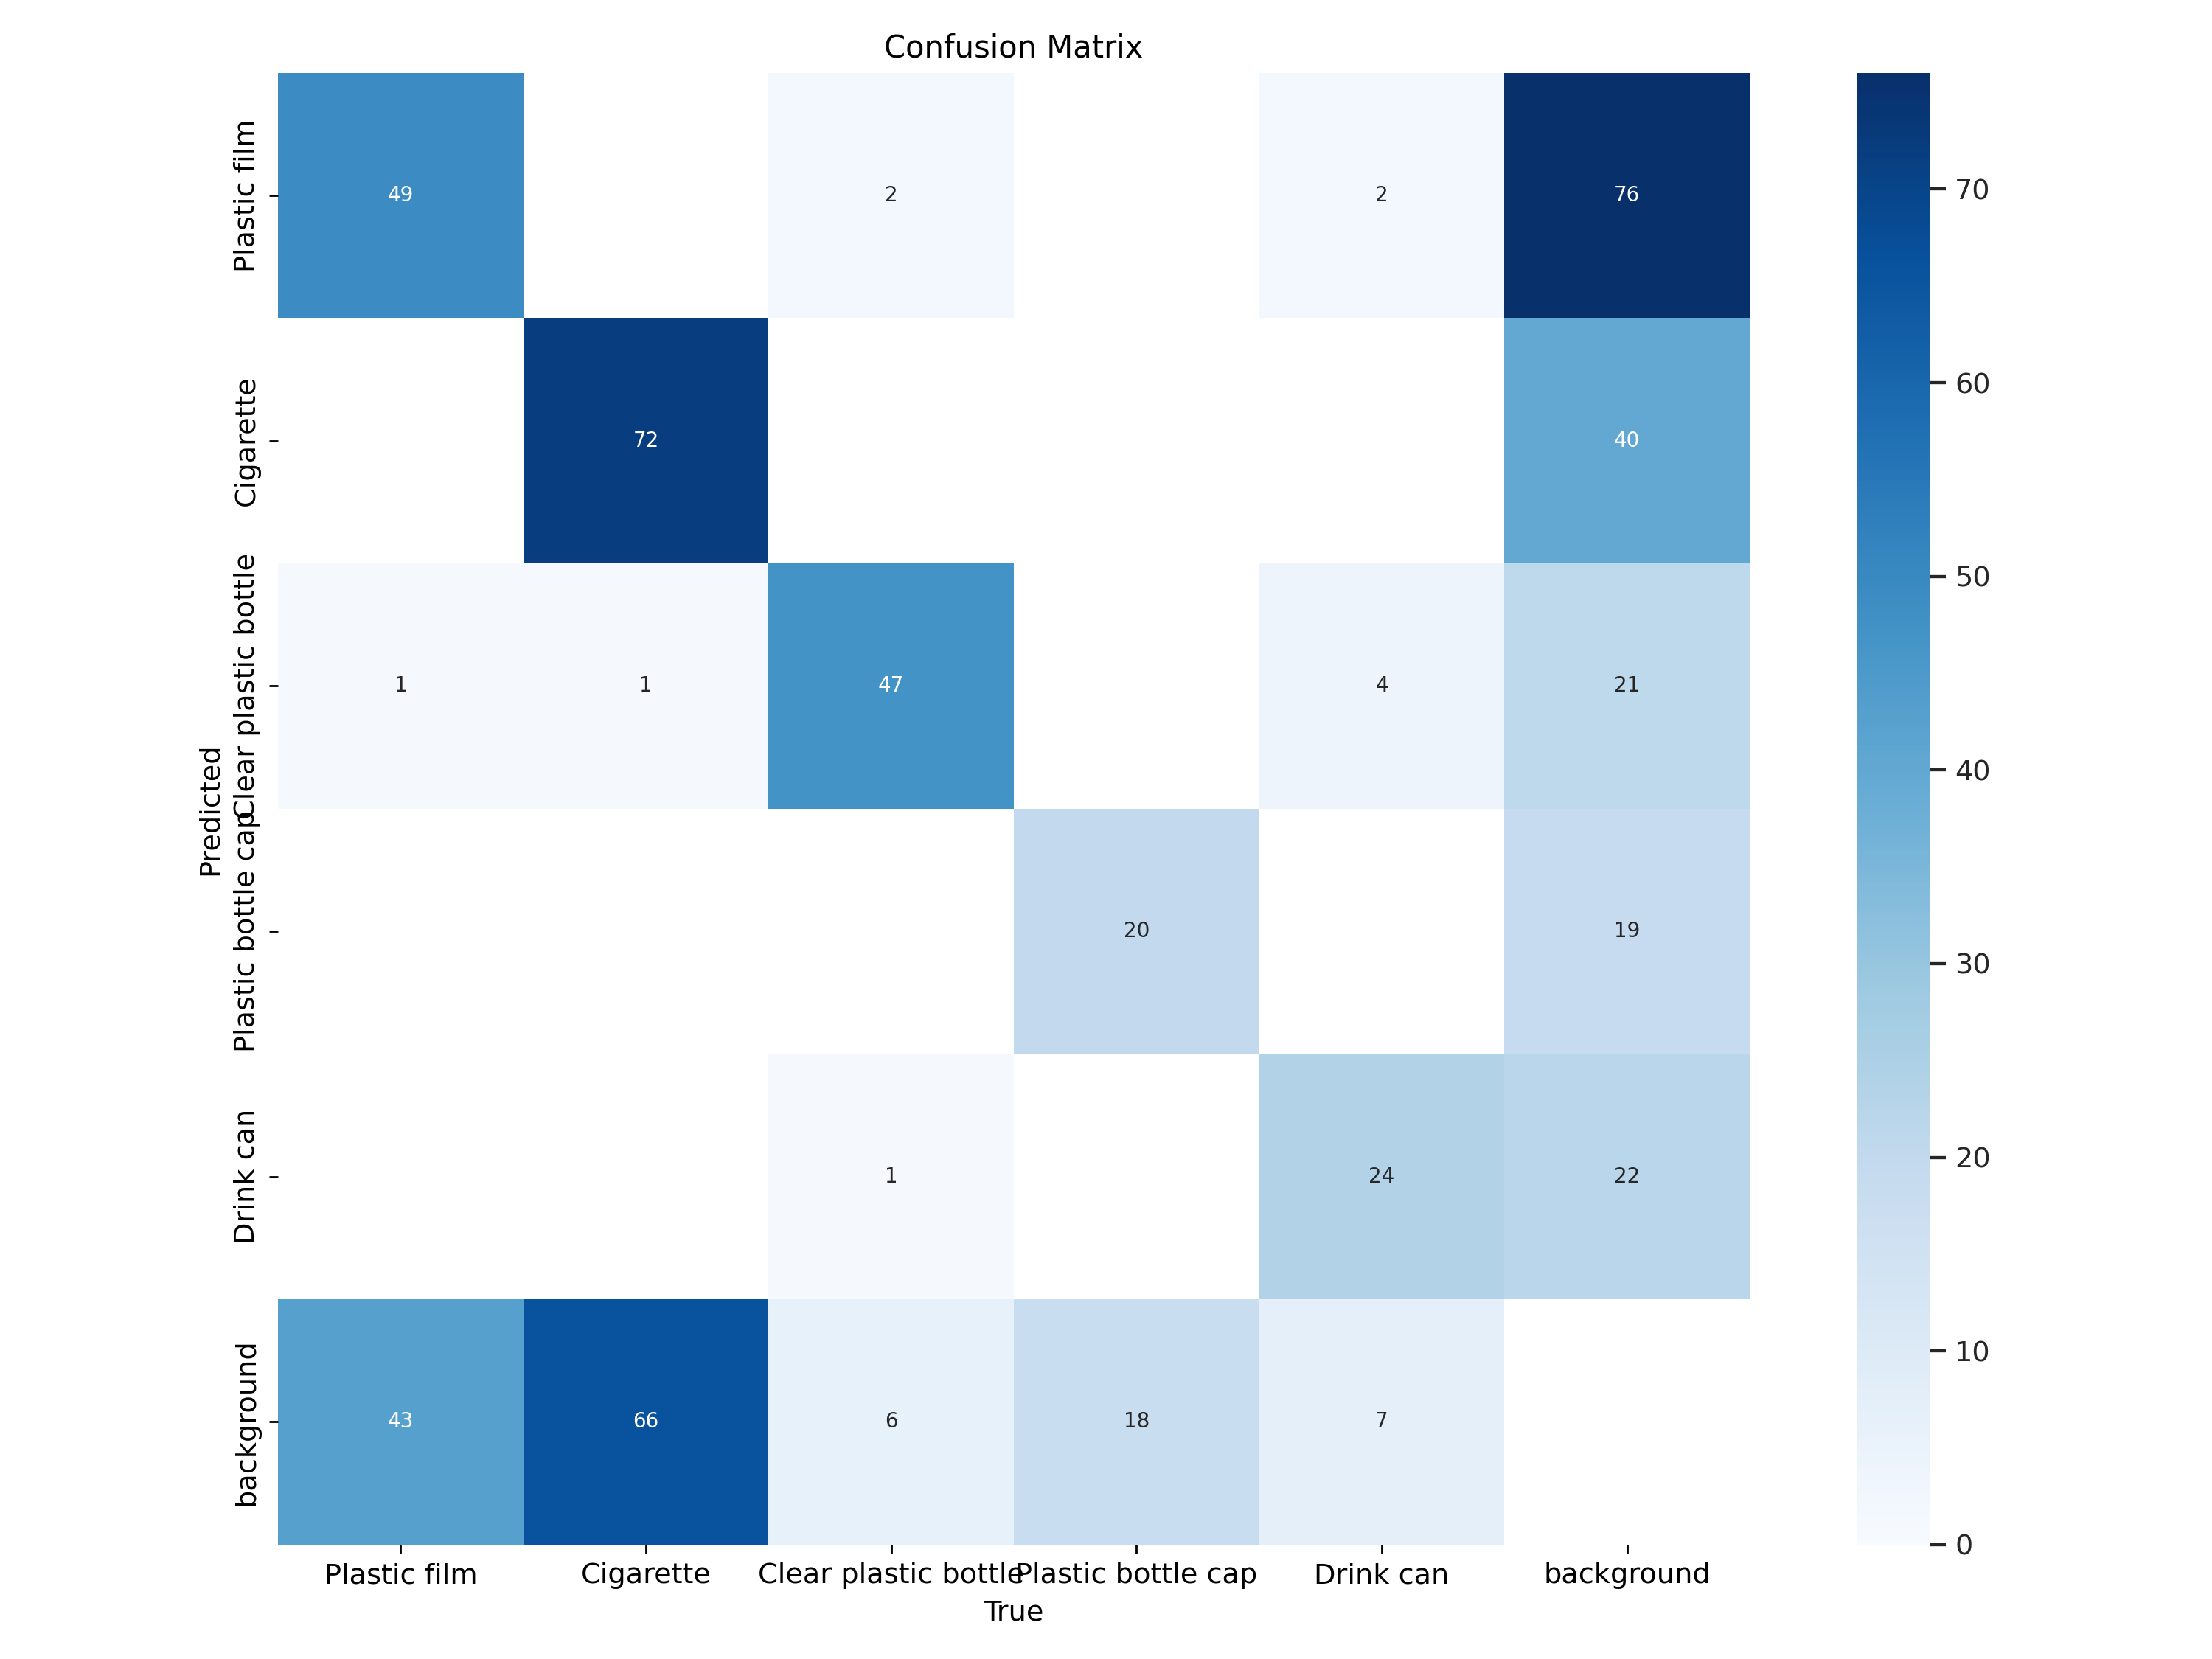 Confusion Matrix
Plastic film
49
2
2
76
Cigarette
72
40
Clear plastic bottle
1
1
47
4
21
Predicted
Plastic bottle cap
20
19
Drink can
1
24
22
background
43
66
6
18
7
Plastic film
Cigarette
Clear plastic bottle
Plastic bottle cap
Drink can
background
True
70
60
50
40
30
20
10
0